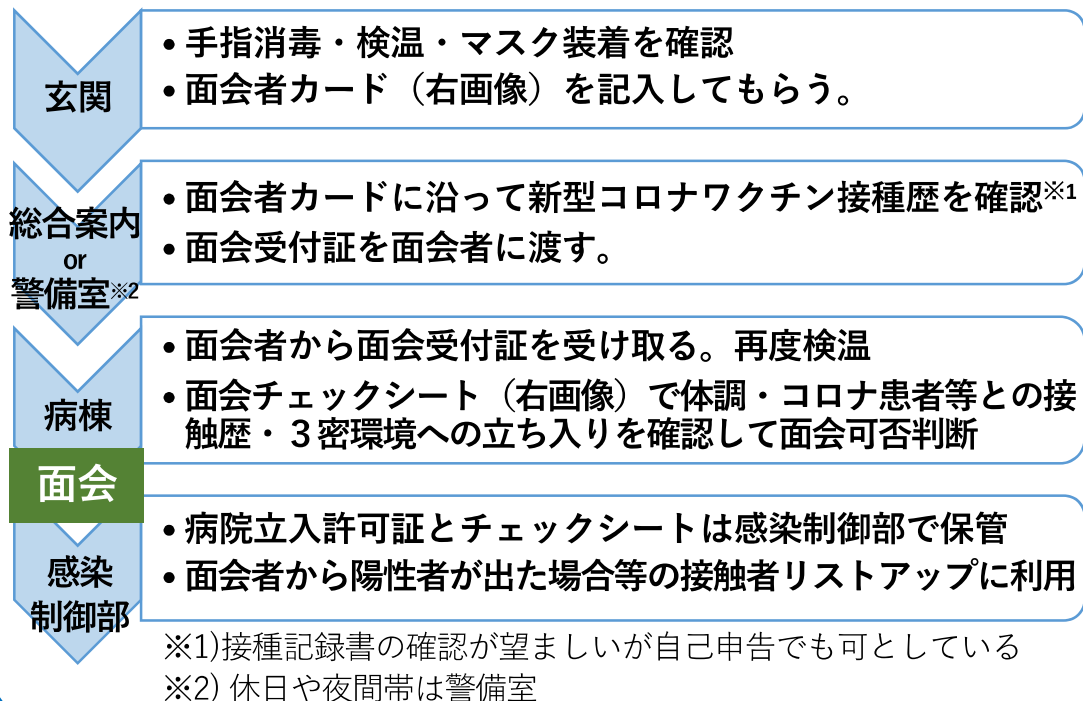 玄関
• 手指消毒・検温・マスク装着を確認
• 面会者カード（右画像）を記入してもらう。
総合案内
or
警備室※2
• 面会者カードに沿って新型コロナワクチン接種歴を確認※1
• 面会受付証を面会者に渡す。
病棟
• 面会者から面会受付証を受け取る。再度検温
• 面会チェックシート（右画像）で体調・コロナ患者等との接
触歴・３密環境への立ち入りを確認して面会可否判断
面会
感染
制御部
• 病院立入許可証とチェックシートは感染制御部で保管
• 面会者から陽性者が出た場合等の接触者リストアップに利用
※1)接種記録書の確認が望ましいが自己申告でも可としている
※2) 休日や夜間帯は警備室